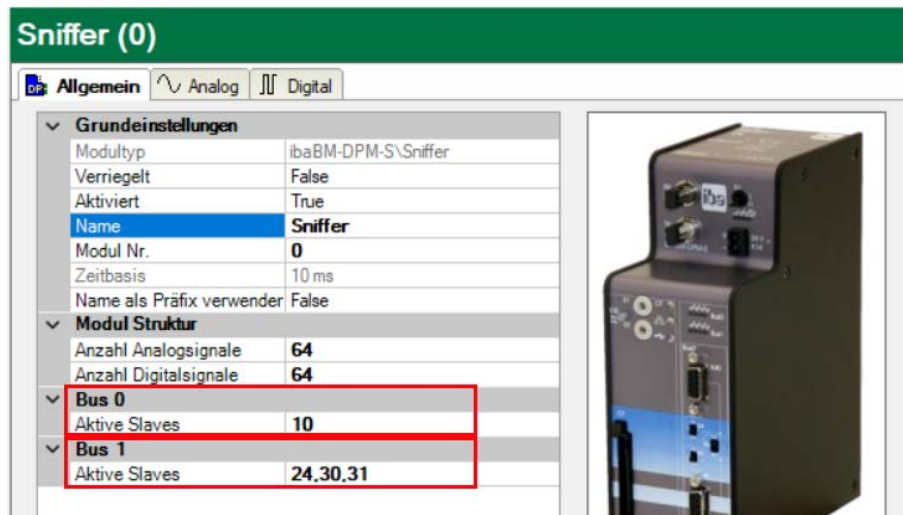 Sniffer (0)
DP Allgemein Analog Digital
Grundeinstellungen
Modultyp ibaBM-DPM-S\Sniffer
Verriegelt False
Aktiviert True
Name Sniffer
Modul Nr. 0
Zeitbasis 10 ms
Name als Präfix verwender False
Modul Struktur
Anzahl Analogsignale 64
Anzahl Digitalsignale 64
Bus 0
Aktive Slaves 10
Bus 1
Aktive Slaves 24,30,31
iba